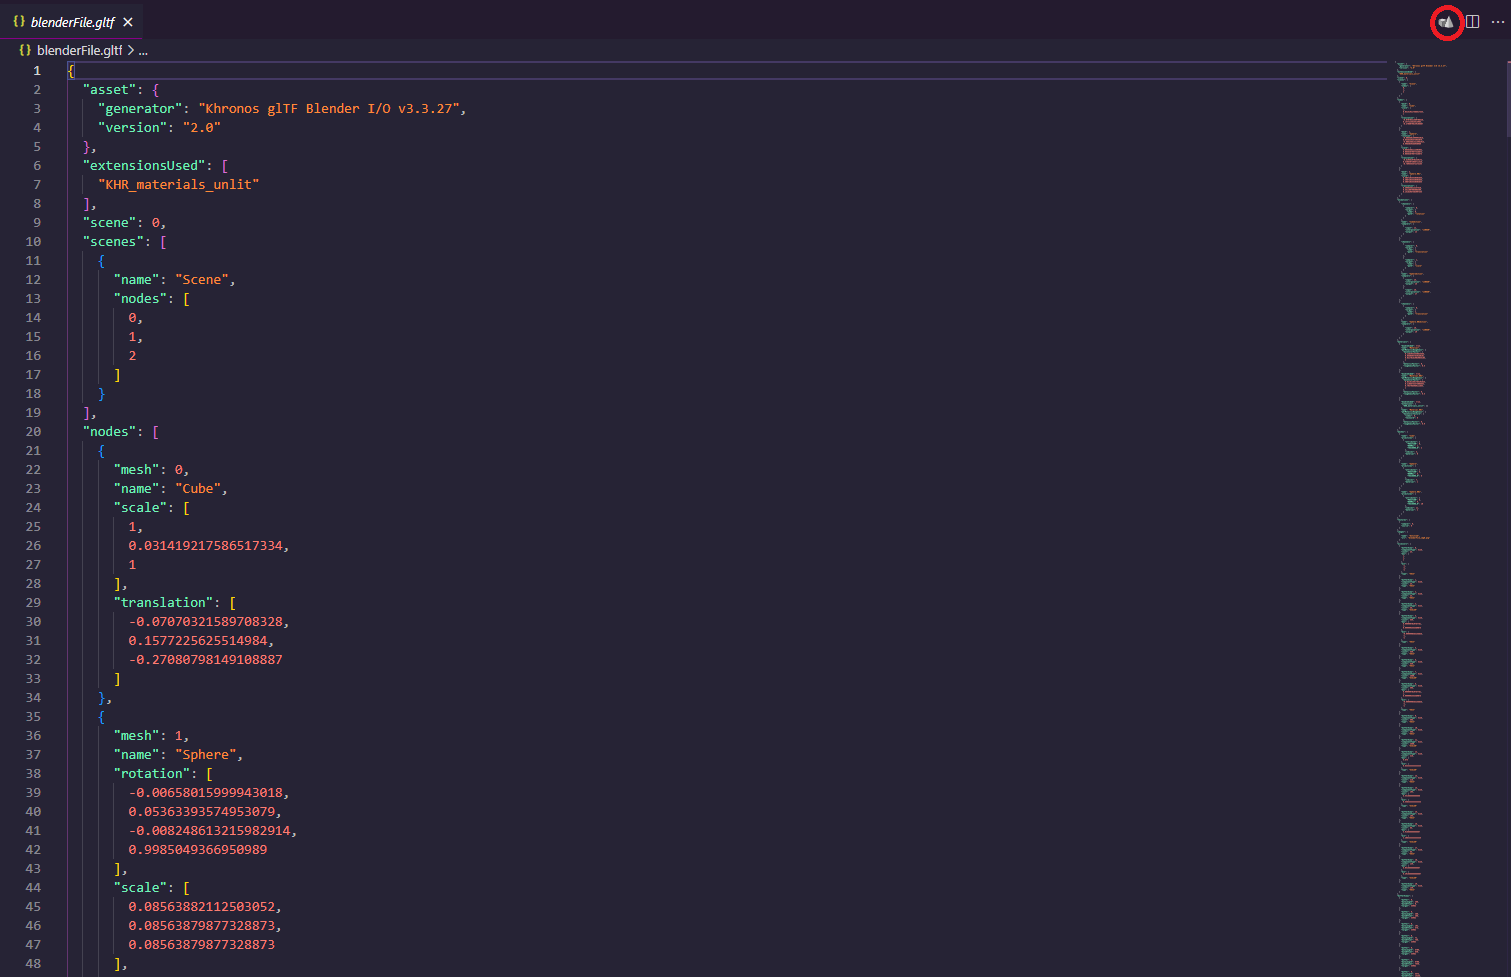 {} blenderFile.gltf ×
{} blenderFile.gltf > ...
1 {
2 "asset": {
3 "generator": "Khronos glTF Blender I/O v3.3.27",
4 "version": "2.0"
5 },
6 "extensionsUsed": [
7 "KHR_materials_unlit"
8 ],
9 "scene": 0,
10 "scenes": [
11 {
12 "name": "Scene",
13 "nodes": [
14 0,
15 1,
16 2
17 ]
18 }
19 ],
20 "nodes": [
21 {
22 "mesh": 0,
23 "name": "Cube",
24 "scale": [
25 1,
26 0.031419217586517334,
27 1
28 ],
29 "translation": [
30 -0.07070321589708328,
31 0.1577225625514984,
32 -0.27080798149108887
33 ]
34 },
35 {
36 "mesh": 1,
37 "name": "Sphere",
38 "rotation": [
39 -0.00658015999943018,
40 0.05363393574953079,
41 -0.008248613215982914,
42 0.9985049366950989
43 ],
44 "scale": [
45 0.08563882112503052,
46 0.08563879877328873,
47 0.08563879877328873
48 ],